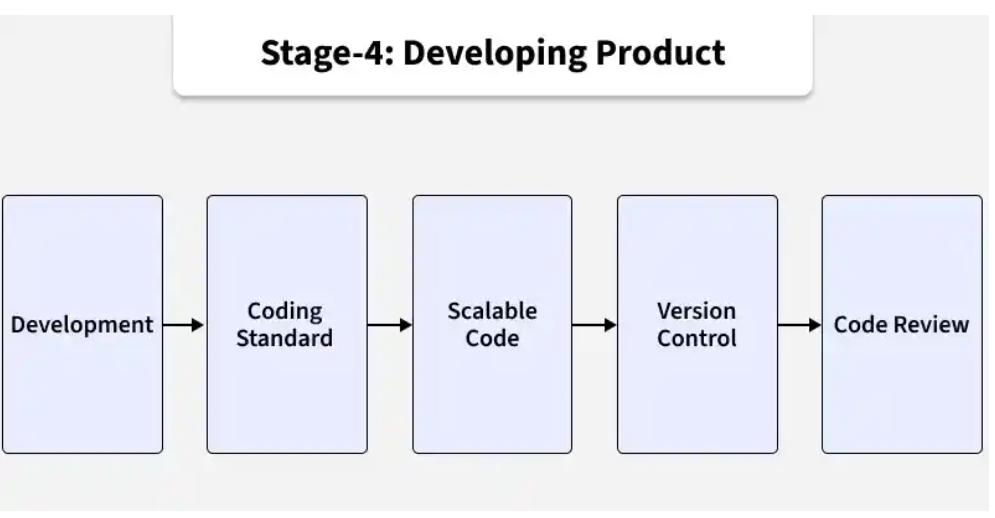 Stage-4: Developing Product
Development
Coding
Standard
Scalable
Code
Version
Control
Code Review